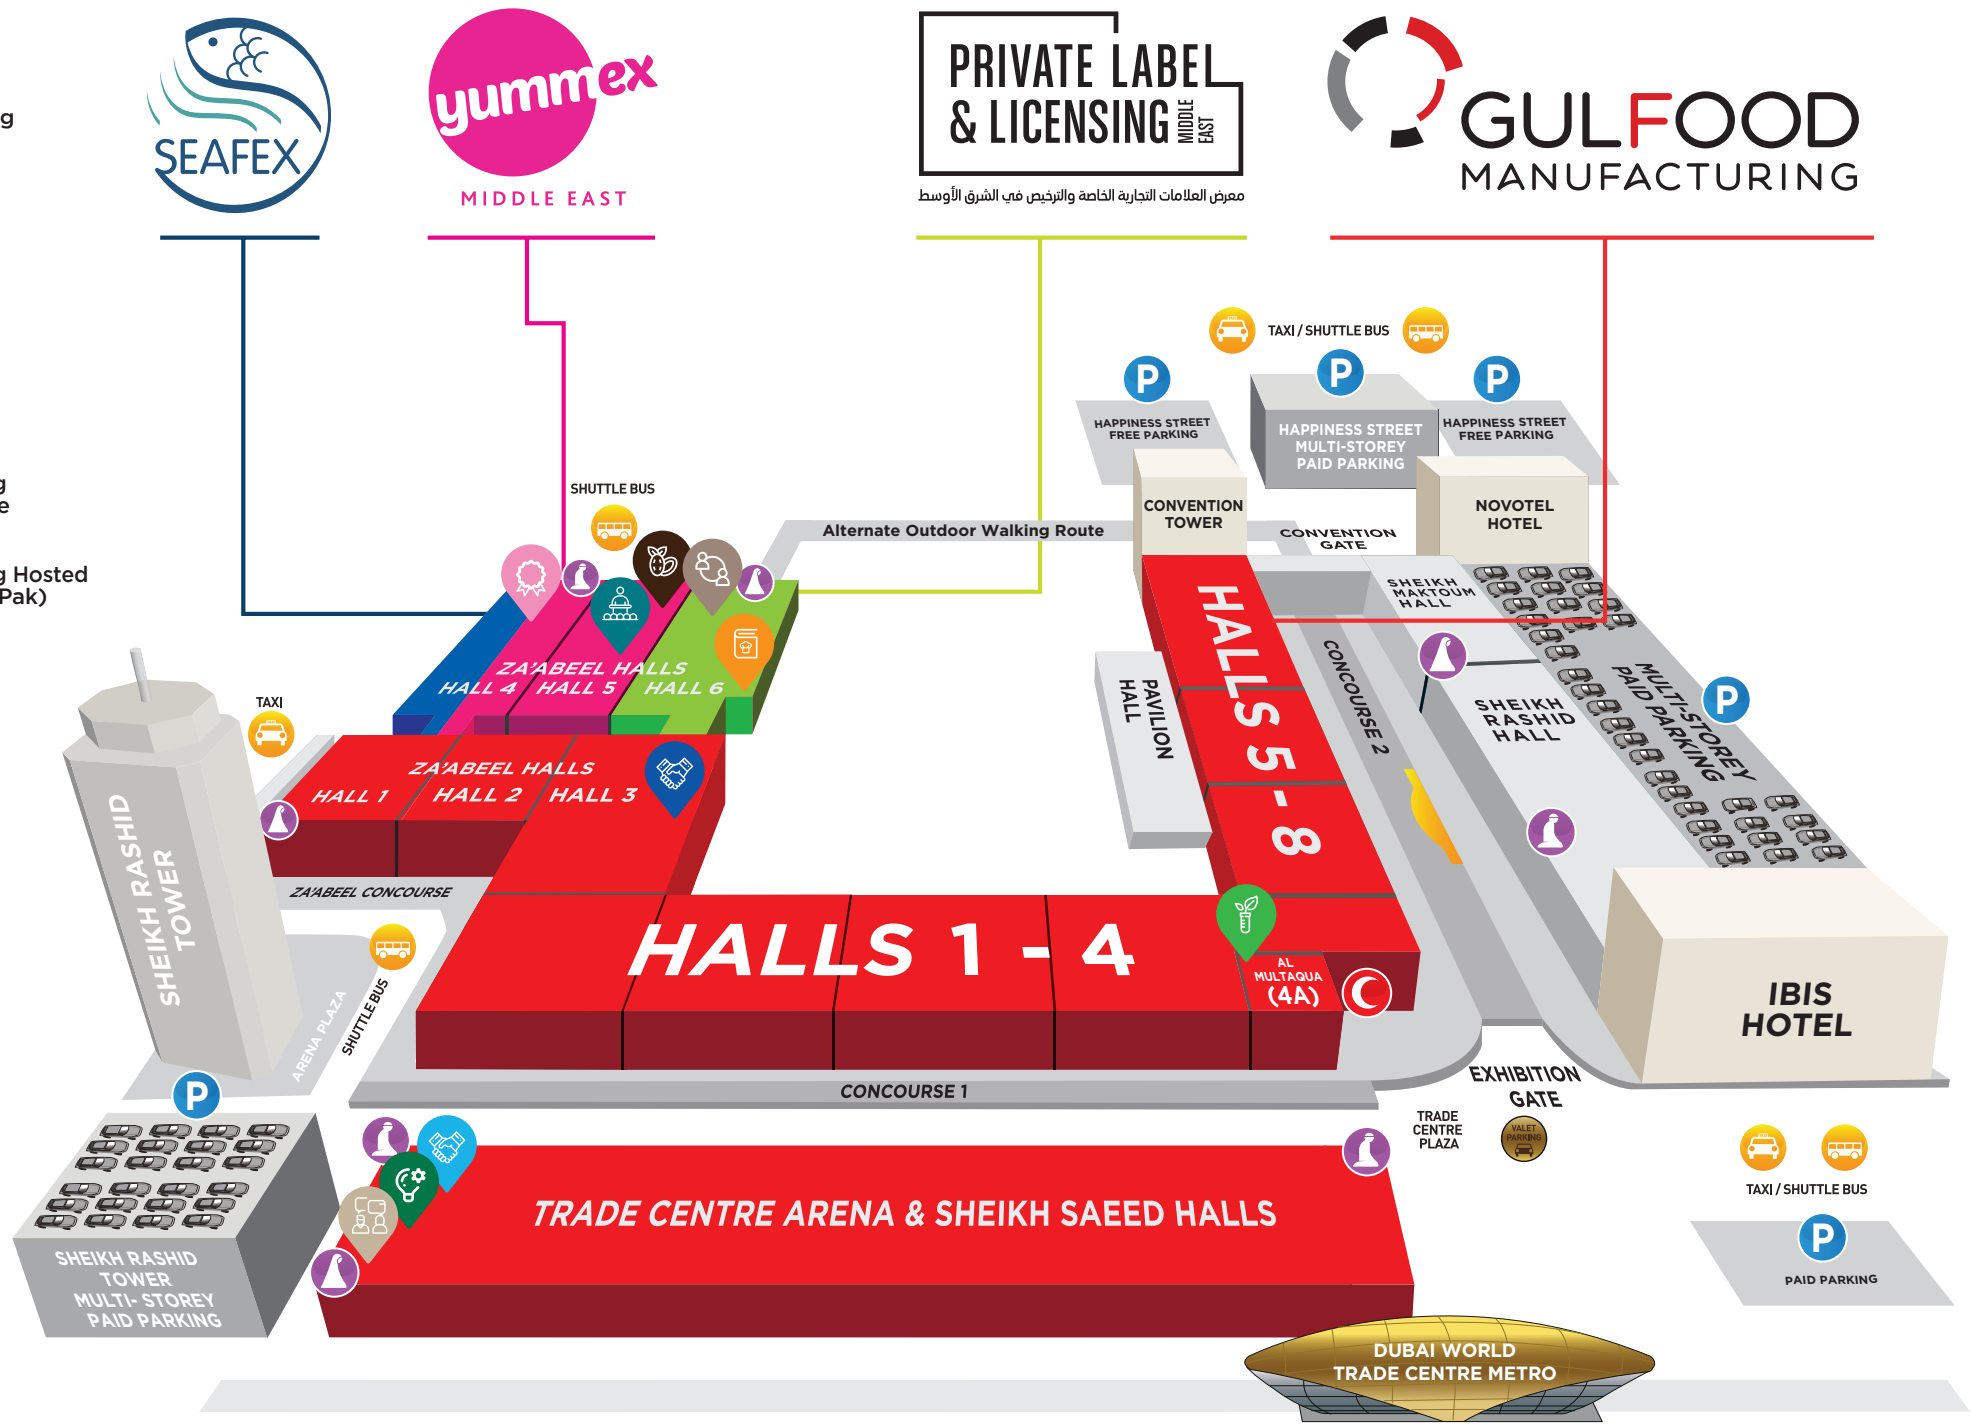 g
SEAFEX
yummex
MIDDLE EAST
PRIVATE LABEL
& LICENSING
MIDDLE
EAST
معرض العلامات التجارية الخاصة والترخيص في الشرق الأوسط
GULFOOD
MANUFACTURING
TAXI / SHUTTLE BUS
P
P
P
HAPPINESS STREET
FREE PARKING
HAPPINESS STREET
MULTI-STOREY
PAID PARKING
HAPPINESS STREET
FREE PARKING
g
e
g Hosted
Pak)
SHUTTLE BUS
Alternate Outdoor Walking Route
CONVENTION
TOWER
NOVOTEL
HOTEL
CONVENTION
GATE
SHEIKH
MAKTOUM
HALL
ZA'ABEEL HALLS
HALL 4
HALL 5
HALL 6
HALLS 5 - 8
CONCOURSE 2
PAVILION
HALL
SHEIKH
RASHID
HALL
MULTI-STOREY
PAID PARKING
P
TAXI
ZA'ABEEL HALLS
HALL 1
HALL 2
HALL 3
SHEIKH RASHID
TOWER
ZA'ABEEL CONCOURSE
HALLS 1 - 4
AL
MULTAQUA
(4A)
ARENA PLAZA
SHUTTLE BUS
IBIS
HOTEL
P
CONCOURSE 1
EXHIBITION
GATE
TRADE
CENTRE
PLAZA
VALET
PARKING
TRADE CENTRE ARENA & SHEIKH SAEED HALLS
TAXI / SHUTTLE BUS
P
PAID PARKING
SHEIKH RASHID
TOWER
MULTI- STOREY
PAID PARKING
DUBAI WORLD
TRADE CENTRE METRO